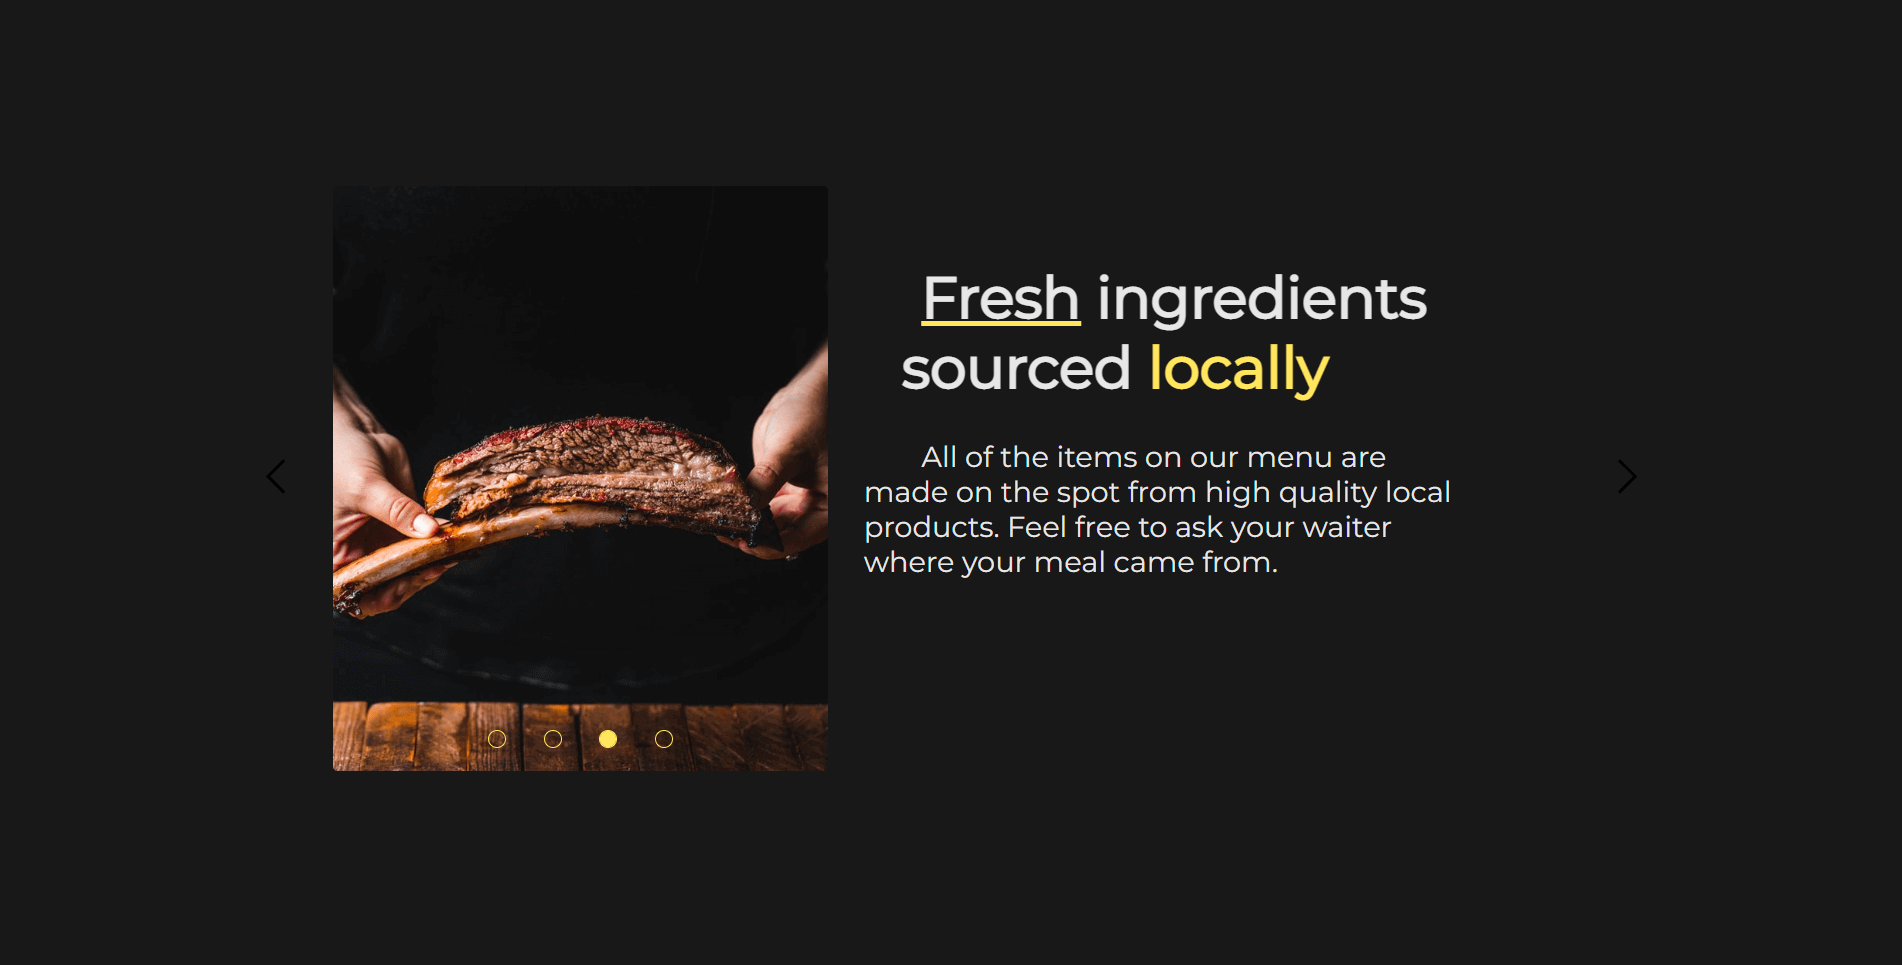 Fresh ingredients
sourced locally
All of the items on our menu are
made on the spot from high quality local
products. Feel free to ask your waiter
where your meal came from.